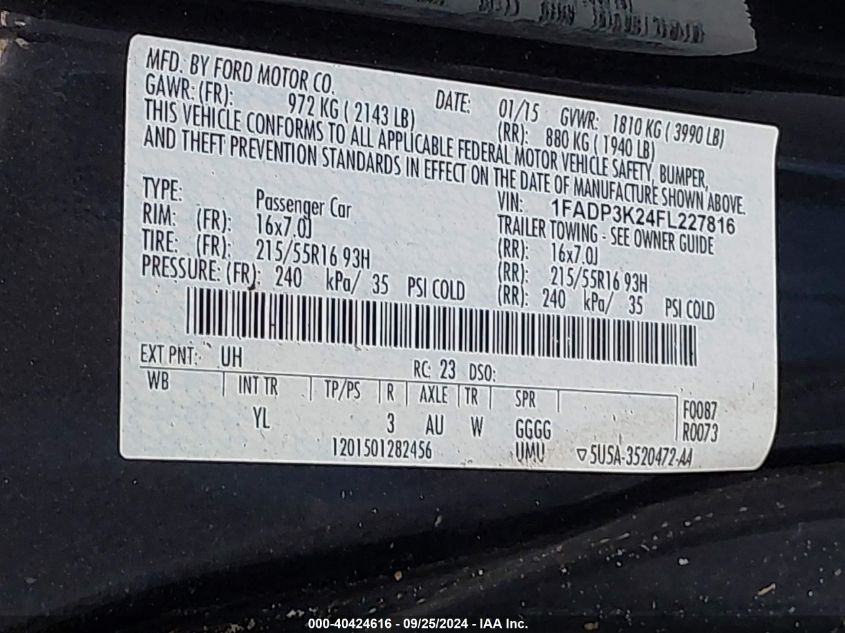 MFD. BY FORD MOTOR CO.
DATE: 01/15 GVWR: 1810 KG ( 3990 LB)
GAWR: (FR): 972 KG ( 2143 LB) (RR): 880 KG ( 1940 LB)
THIS VEHICLE CONFORMS TO ALL APPLICABLE FEDERAL MOTOR VEHICLE SAFETY, BUMPER,
AND THEFT PREVENTION STANDARDS IN EFFECT ON THE DATE OF MANUFACTURE SHOWN ABOVE.
VIN: 1FADP3K24FL227816
TYPE: Passenger Car TRAILER TOWING - SEE OWNER GUIDE
RIM: (FR): 16x7.0J (RR): 16x7.0J
TIRE: (FR): 215/55R16 93H (RR): 215/55R16 93H
PRESSURE: (FR): 240 kPa/ 35 PSI COLD (RR): 240 kPa/ 35 PSI COLD
EXT PNT: UH RC: 23 DSO:
WB INT TR TP/PS R AXLE TR SPR F0087
YL 3 AU W GGGG R0073
1201501282456 UMU ▽5U5A-3520472-AA
000-40424616 - 09/25/2024 - IAA Inc.